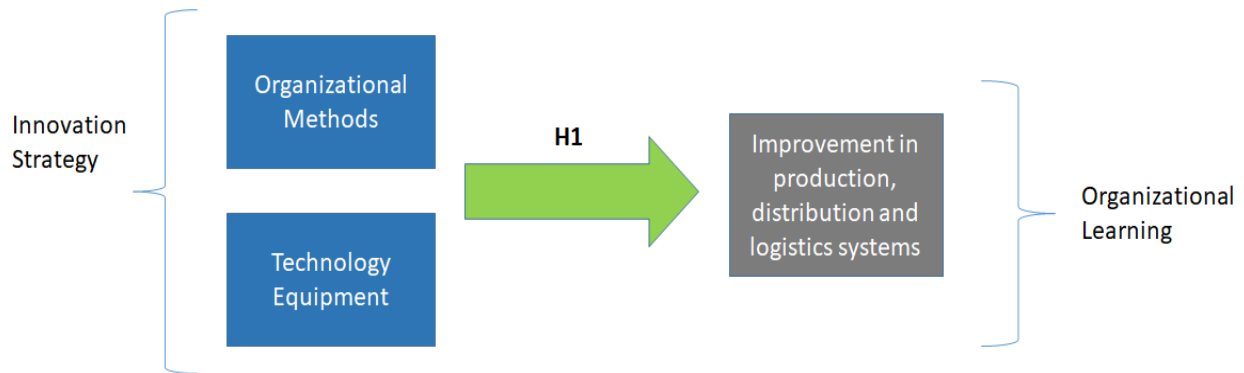 Innovation
Strategy
Organizational
Methods
Technology
Equipment
H1
Improvement in
production,
distribution and
logistics systems
Organizational
Learning